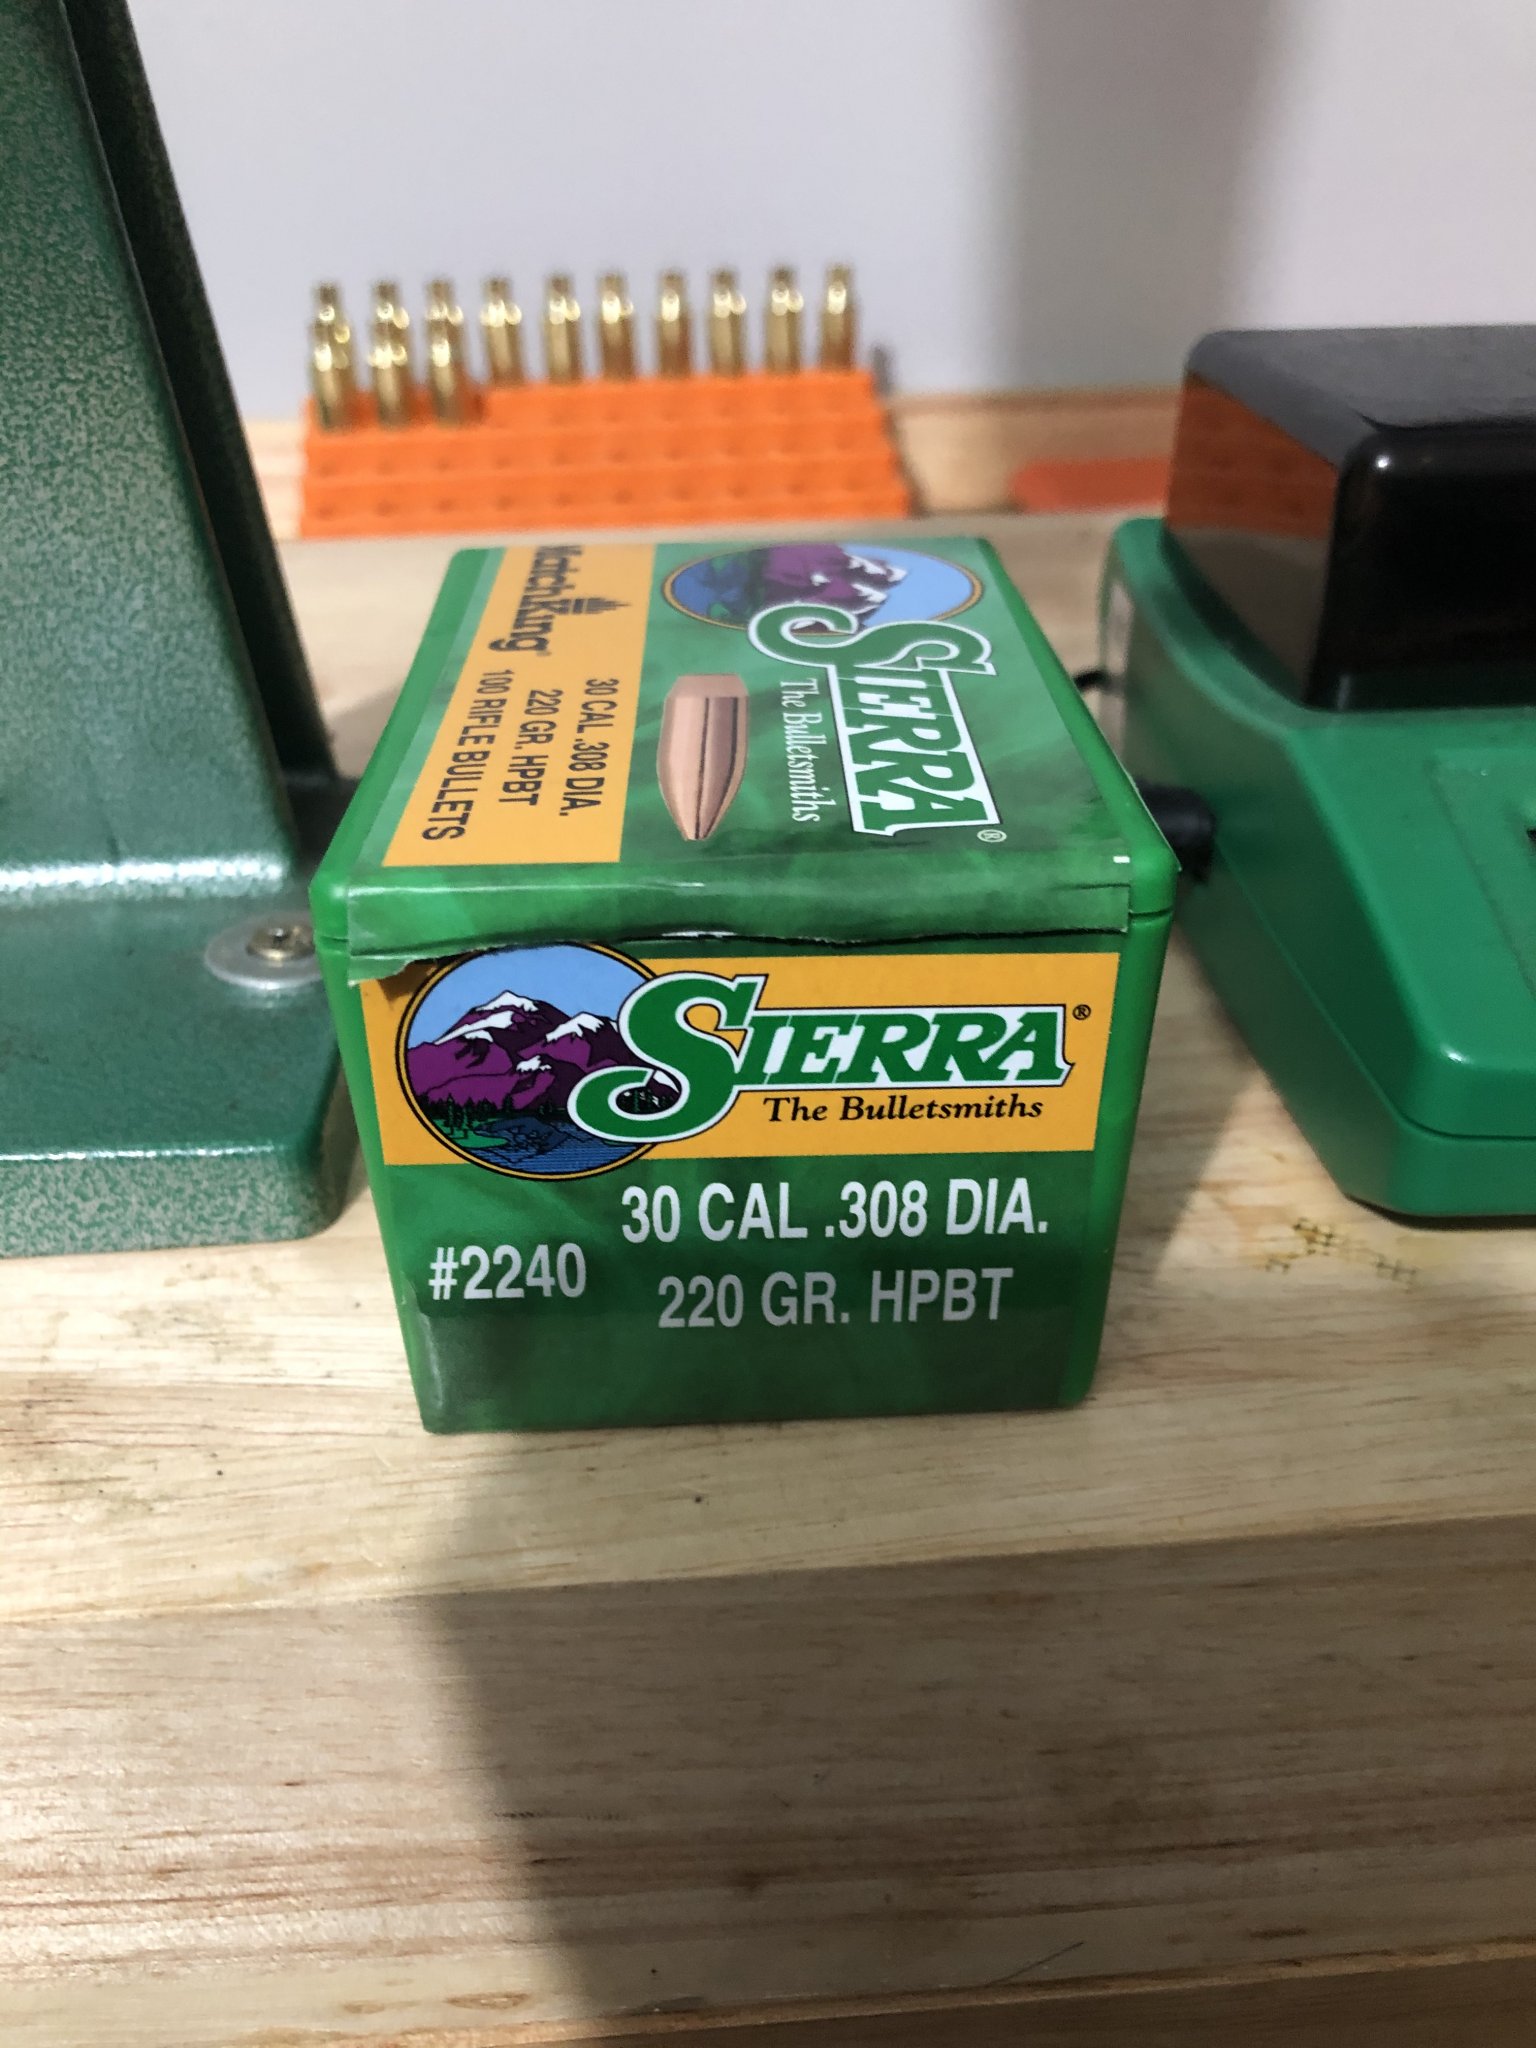 SIERRA®
The Bulletsmiths
MatchKing®
30 CAL .308 DIA.
220 GR. HPBT
100 RIFLE BULLETS
SIERRA®
The Bulletsmiths
#2240
30 CAL .308 DIA.
220 GR. HPBT